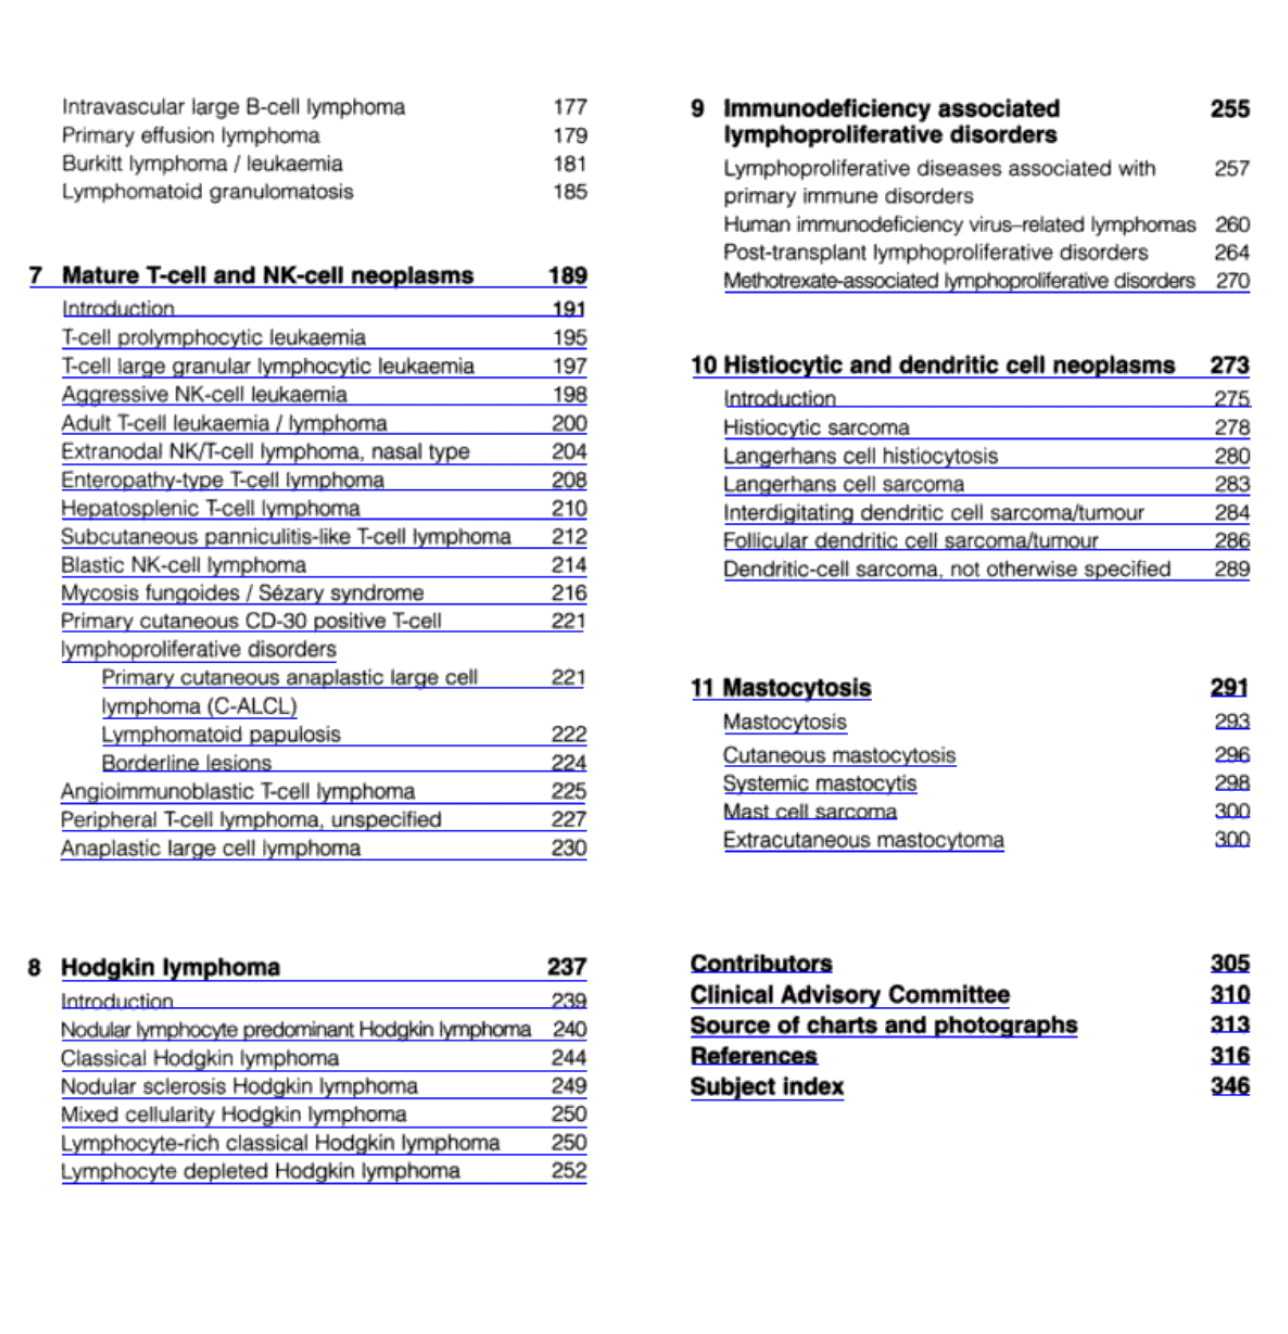 Intravascular large B-cell lymphoma 177
Primary effusion lymphoma 179
Burkitt lymphoma / leukaemia 181
Lymphomatoid granulomatosis 185
7 Mature T-cell and NK-cell neoplasms 189
Introduction 191
T-cell prolymphocytic leukaemia 195
T-cell large granular lymphocytic leukaemia 197
Aggressive NK-cell leukaemia 198
Adult T-cell leukaemia / lymphoma 200
Extranodal NK/T-cell lymphoma, nasal type 204
Enteropathy-type T-cell lymphoma 208
Hepatosplenic T-cell lymphoma 210
Subcutaneous panniculitis-like T-cell lymphoma 212
Blastic NK-cell lymphoma 214
Mycosis fungoides / Sézary syndrome 216
Primary cutaneous CD-30 positive T-cell 221
lymphoproliferative disorders
Primary cutaneous anaplastic large cell 221
lymphoma (C-ALCL)
Lymphomatoid papulosis 222
Borderline lesions 224
Angioimmunoblastic T-cell lymphoma 225
Peripheral T-cell lymphoma, unspecified 227
Anaplastic large cell lymphoma 230
8 Hodgkin lymphoma 237
Introduction 239
Nodular lymphocyte predominant Hodgkin lymphoma 240
Classical Hodgkin lymphoma 244
Nodular sclerosis Hodgkin lymphoma 249
Mixed cellularity Hodgkin lymphoma 250
Lymphocyte-rich classical Hodgkin lymphoma 250
Lymphocyte depleted Hodgkin lymphoma 252
9 Immunodeficiency associated 255
lymphoproliferative disorders
Lymphoproliferative diseases associated with 257
primary immune disorders
Human immunodeficiency virus–related lymphomas 260
Post-transplant lymphoproliferative disorders 264
Methotrexate-associated lymphoproliferative disorders 270
10 Histiocytic and dendritic cell neoplasms 273
Introduction 275
Histiocytic sarcoma 278
Langerhans cell histiocytosis 280
Langerhans cell sarcoma 283
Interdigitating dendritic cell sarcoma/tumour 284
Follicular dendritic cell sarcoma/tumour 286
Dendritic-cell sarcoma, not otherwise specified 289
11 Mastocytosis 291
Mastocytosis 293
Cutaneous mastocytosis 296
Systemic mastocytis 298
Mast cell sarcoma 300
Extracutaneous mastocytoma 300
Contributors 305
Clinical Advisory Committee 310
Source of charts and photographs 313
References 316
Subject index 346